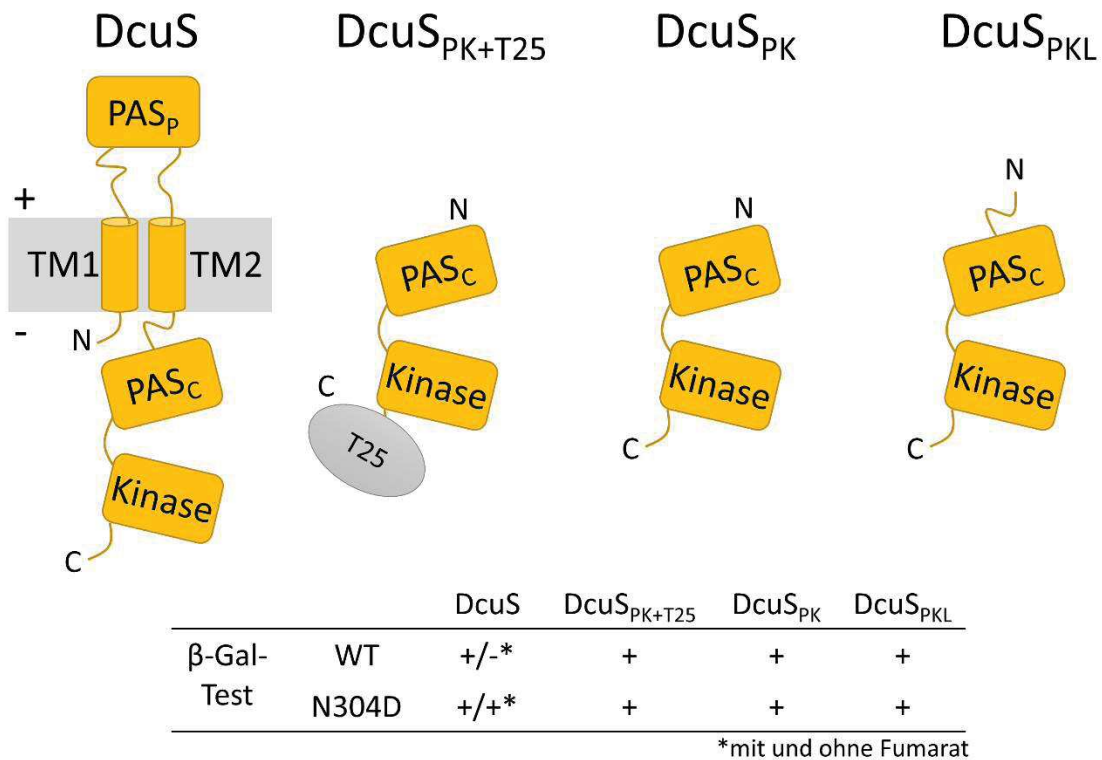 DcuS DcuS_PK+T25 DcuS_PK DcuS_PKL
PAS_P
+
TM1 TM2
-
N
PAS_C
Kinase
C
N
PAS_C
Kinase
C
T25
N
PAS_C
Kinase
C
N
PAS_C
Kinase
C
DcuS DcuS_PK+T25 DcuS_PK DcuS_PKL
β-Gal- WT +/-* + + +
Test N304D +/+* + + +
*mit und ohne Fumarat